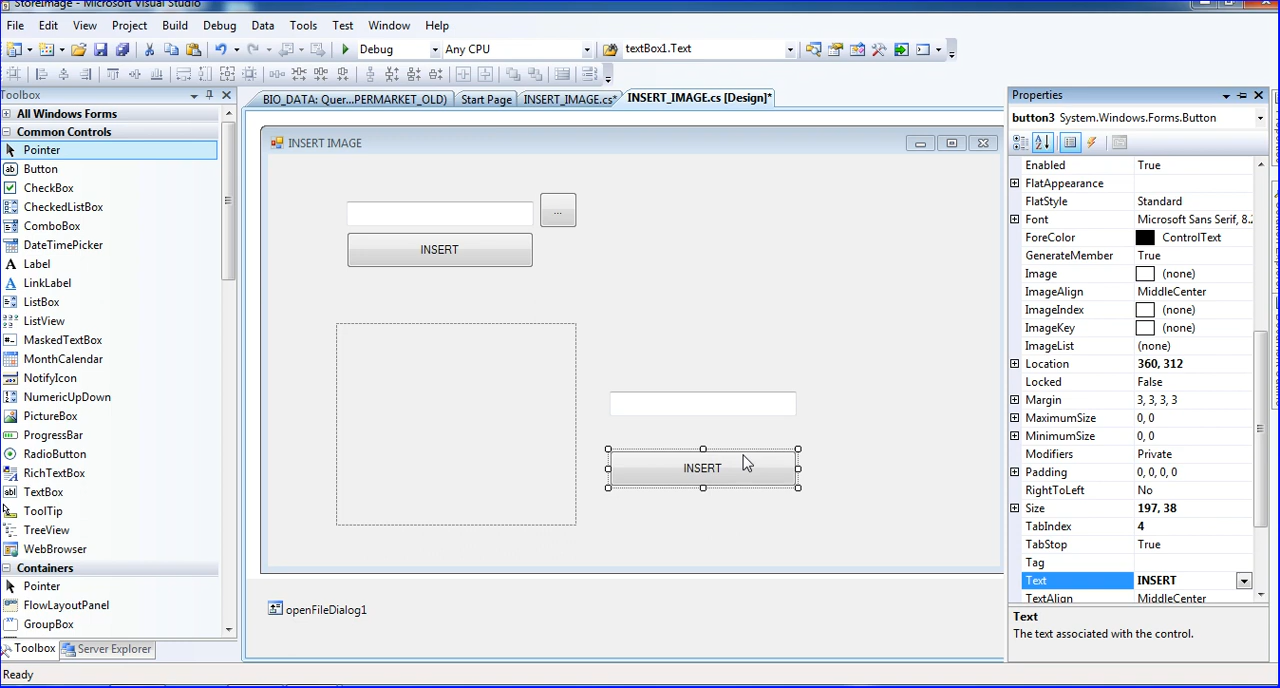 StoreImage - Microsoft Visual Studio
File Edit View Project Build Debug Data Tools Test Window Help
Debug Any CPU textBox1.Text
Toolbox
BIO_DATA: Quer...PERMARKET_OLD) Start Page INSERT_IMAGE.cs* INSERT_IMAGE.cs [Design]*
Properties
All Windows Forms
Common Controls
Pointer
Button
CheckBox
CheckedListBox
ComboBox
DateTimePicker
Label
LinkLabel
ListBox
ListView
MaskedTextBox
MonthCalendar
NotifyIcon
NumericUpDown
PictureBox
ProgressBar
RadioButton
RichTextBox
TextBox
ToolTip
TreeView
WebBrowser
Containers
Pointer
FlowLayoutPanel
GroupBox
Toolbox Server Explorer
INSERT IMAGE
...
INSERT
INSERT
openFileDialog1
button3 System.Windows.Forms.Button
Enabled True
FlatAppearance
FlatStyle Standard
Font Microsoft Sans Serif, 8.2
ForeColor ControlText
GenerateMember True
Image (none)
ImageAlign MiddleCenter
ImageIndex (none)
ImageKey (none)
ImageList (none)
Location 360, 312
Locked False
Margin 3, 3, 3, 3
MaximumSize 0, 0
MinimumSize 0, 0
Modifiers Private
Padding 0, 0, 0, 0
RightToLeft No
Size 197, 38
TabIndex 4
TabStop True
Tag
Text INSERT
TextAlign MiddleCenter
Text
The text associated with the control.
Ready